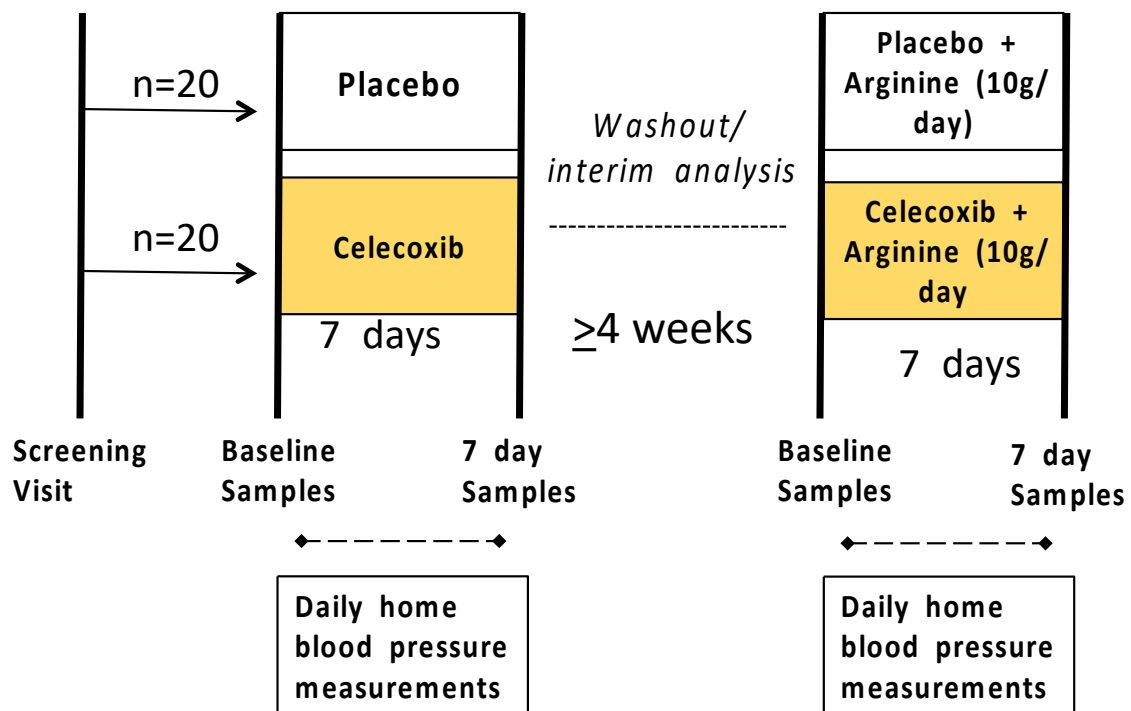 n=20
Placebo
n=20
Celecoxib
7 days
Washout/
interim analysis
≥4 weeks
Placebo +
Arginine (10g/
day)
Celecoxib +
Arginine (10g/
day
7 days
Screening
Visit
Baseline
Samples
7 day
Samples
Baseline
Samples
7 day
Samples
Daily home
blood pressure
measurements
Daily home
blood pressure
measurements